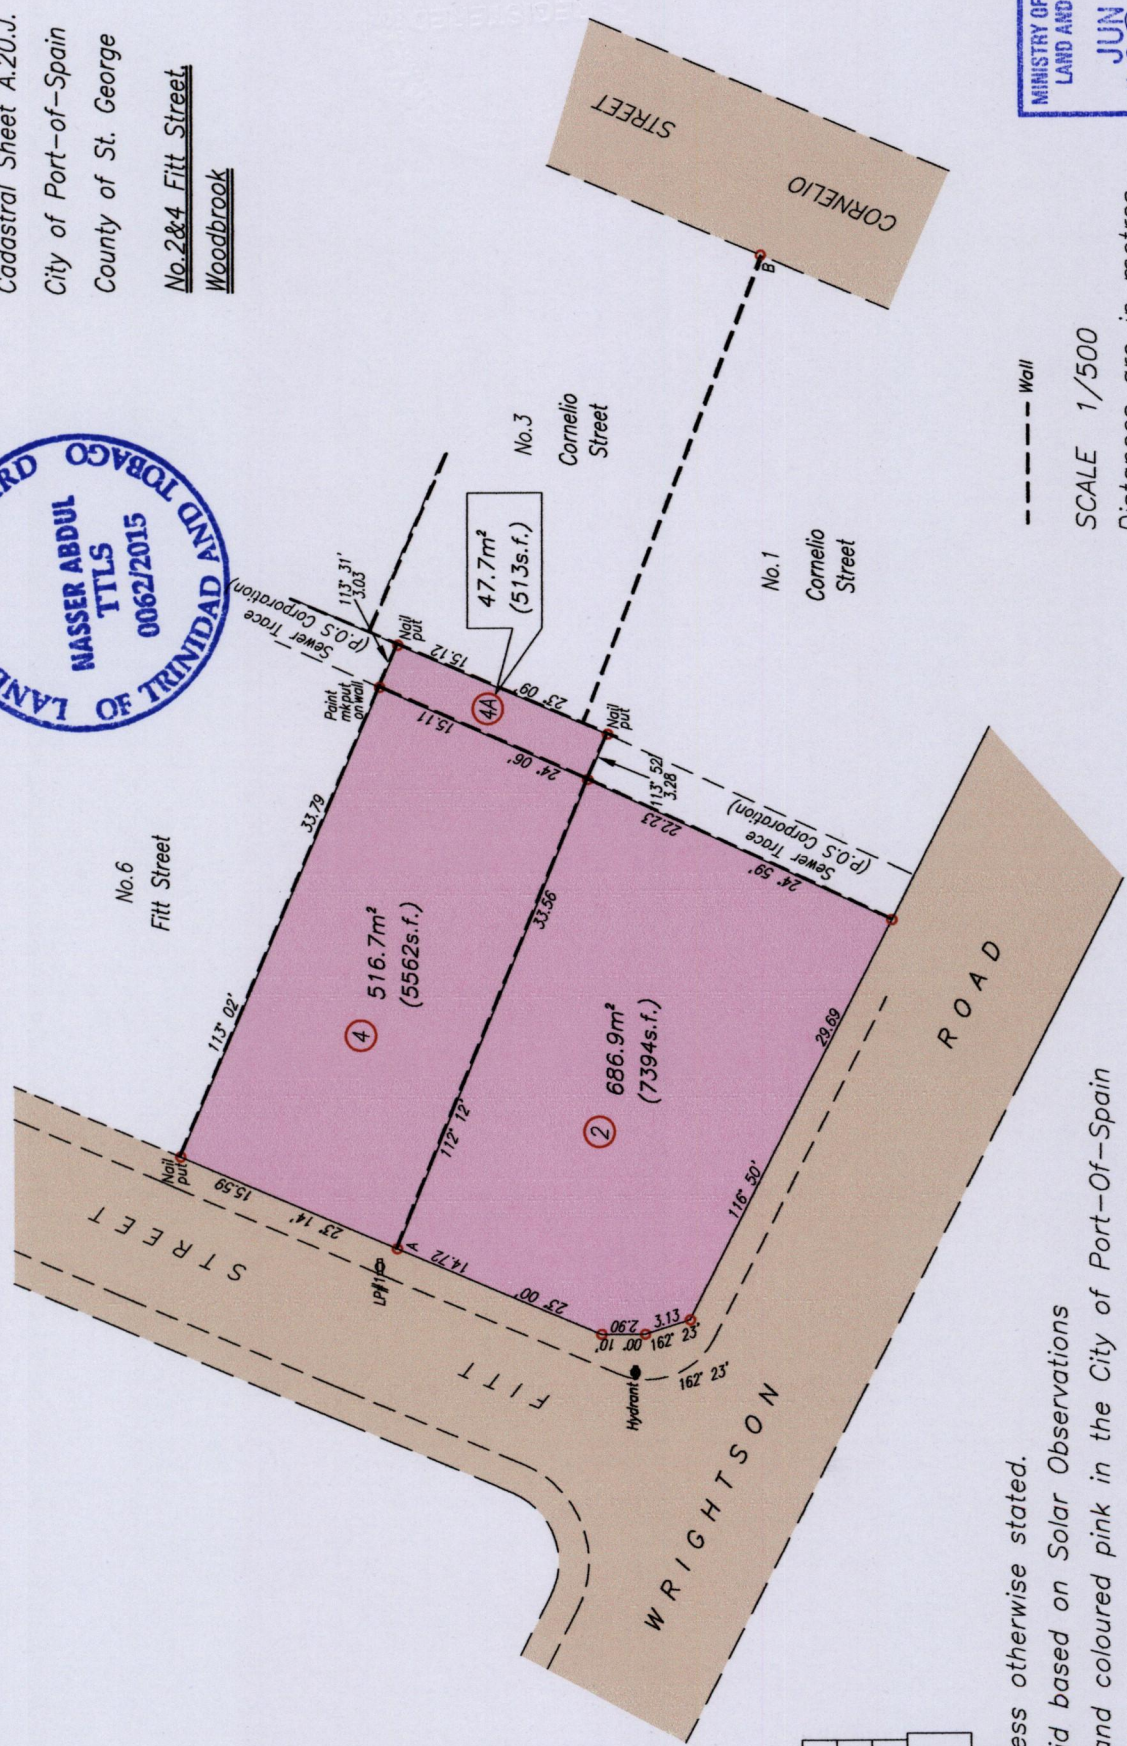 Cadastral Sheet A.20.J.
City of Port-of-Spain
County of St. George
No.2&4 Fitt Street,
Woodbrook
OF TRINIDAD AND TOBAGO
NASSER ABDUL
TTLS
0062/2015
MINISTRY OF
LAND AND
JUN
STREET
CORNELIO
B
No.3
Cornelio
Street
No.1
Cornelio
Street
No.6
Fitt Street
Sewer Trace
(P.O.S Corporation)
113° 31'
3.03
Nail
put
Paint
mk put
on wall
15.12
23° 09'
4A
47.7m²
(513s.f.)
15.11
24° 06'
Nail
put
113° 52'
3.28
33.79
113° 02'
4
516.7m²
(5562s.f.)
33.56
112° 12'
2
686.9m²
(7394s.f.)
22.23
24° 59'
Sewer Trace
(P.O.S Corporation)
29.69
116° 50'
Nail
put
15.59
23° 14'
A
14.72
23° 00'
2.90
00° 10'
3.13
162° 23'
162° 23'
Hydrant
STREET
FITT
WRIGHTSON
ROAD
Wall
SCALE 1/500
Distances are in metres
ess otherwise stated.
id based on Solar Observations
and coloured pink in the City of Port-Of-Spain